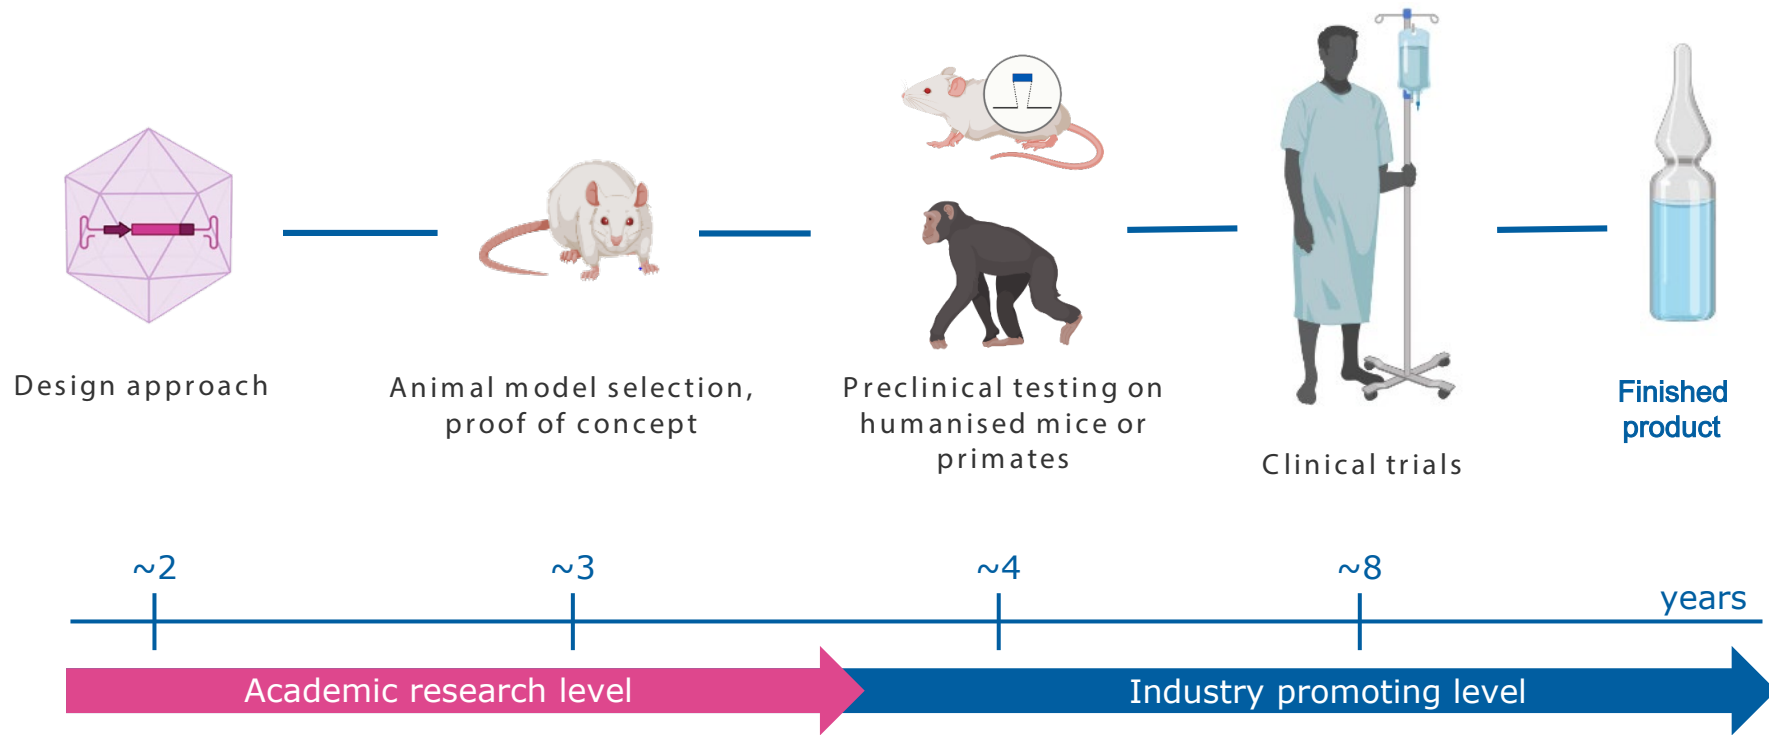 Design approach
Animal model selection,
proof of concept
Preclinical testing on
humanised mice or
primates
Clinical trials
Finished
product
~2
~3
~4
~8
years
Academic research level
Industry promoting level